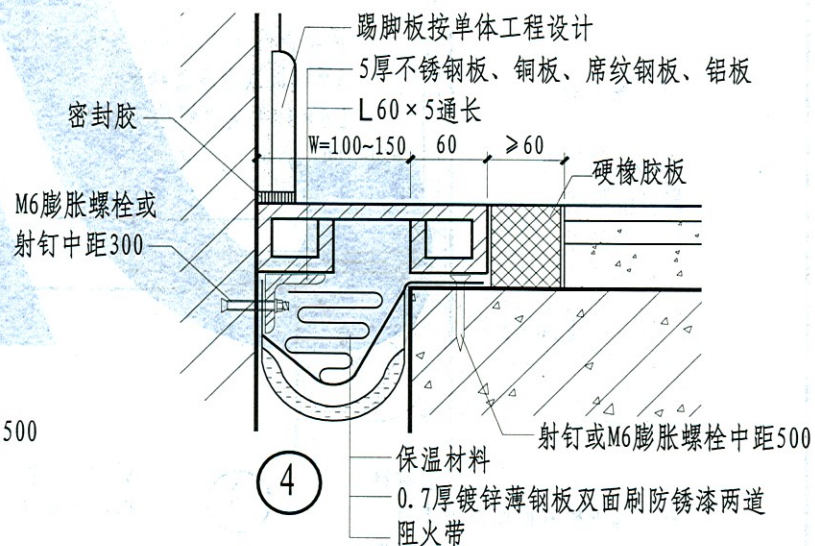 踢脚板按单体工程设计
5厚不锈钢板、铜板、席纹钢板、铝板
L60×5通长
密封胶
W=100~150
60
≥60
硬橡胶板
M6膨胀螺栓或
射钉中距300
500
射钉或M6膨胀螺栓中距500
保温材料
4
0.7厚镀锌薄钢板双面刷防锈漆两道
阻火带